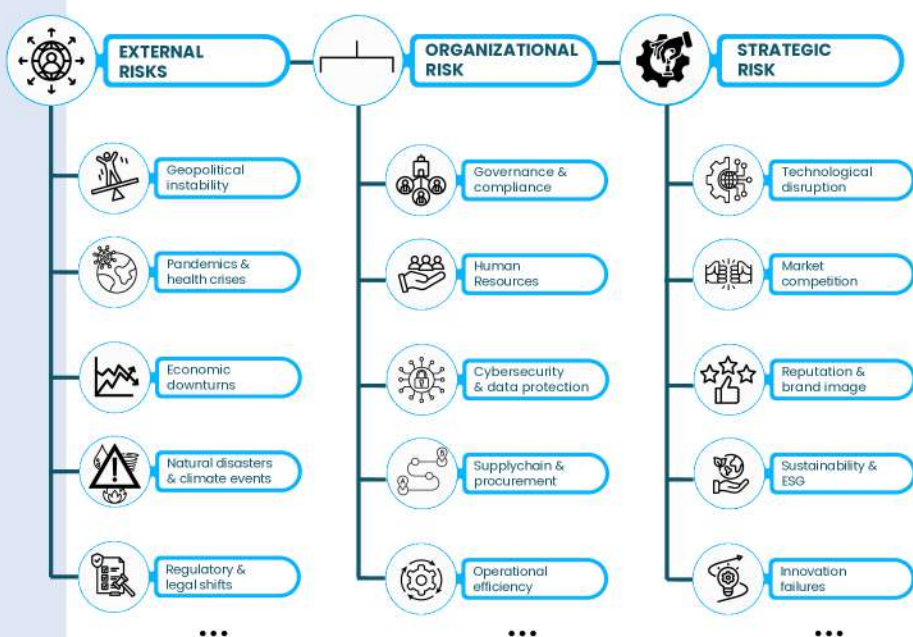 EXTERNAL
RISKS
Geopolitical
instability
Pandemics &
health crises
Economic
downturns
Natural disasters
& climate events
Regulatory &
legal shifts
...
ORGANIZATIONAL
RISK
Governance &
compliance
Human
Resources
Cybersecurity
& data protection
Supplychain &
procurement
Operational
efficiency
...
STRATEGIC
RISK
Technological
disruption
Market
competition
Reputation &
brand image
Sustainability &
ESG
Innovation
failures
...